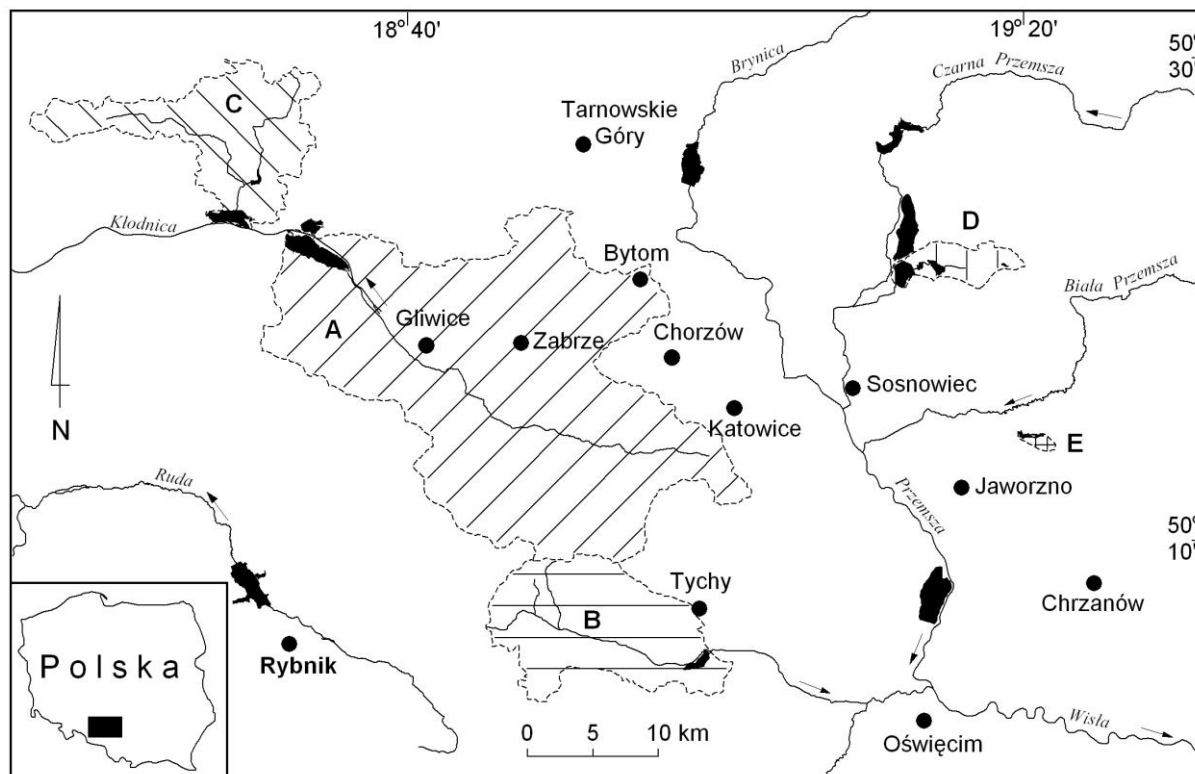 18° 40'
19° 20'
50°
30'
Brynica
Czarna Przemsza
C
Tarnowskie
Góry
Kłodnica
D
Bytom
Biała Przemsza
A
Gliwice
Zabrze
Chorzów
Sosnowiec
N
Katowice
E
Ruda
Jaworzno
Przemsza
50°
10'
Tychy
Chrzanów
B
Polska
Rybnik
Wisła
0 5 10 km
Oświęcim